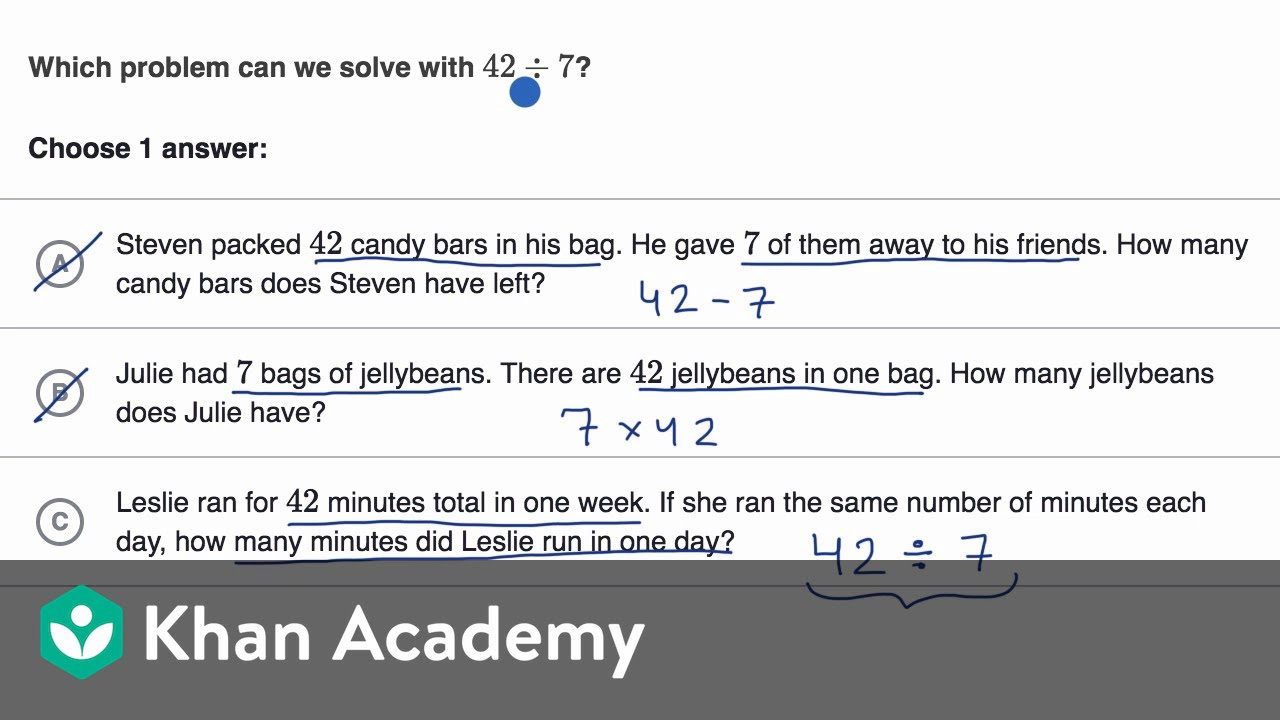 Which problem can we solve with 42 ÷ 7?
Choose 1 answer:
A
Steven packed 42 candy bars in his bag. He gave 7 of them away to his friends. How many
candy bars does Steven have left?
42 - 7
B
Julie had 7 bags of jellybeans. There are 42 jellybeans in one bag. How many jellybeans
does Julie have?
7 × 42
C
Leslie ran for 42 minutes total in one week. If she ran the same number of minutes each
day, how many minutes did Leslie run in one day?
42 ÷ 7
Khan Academy